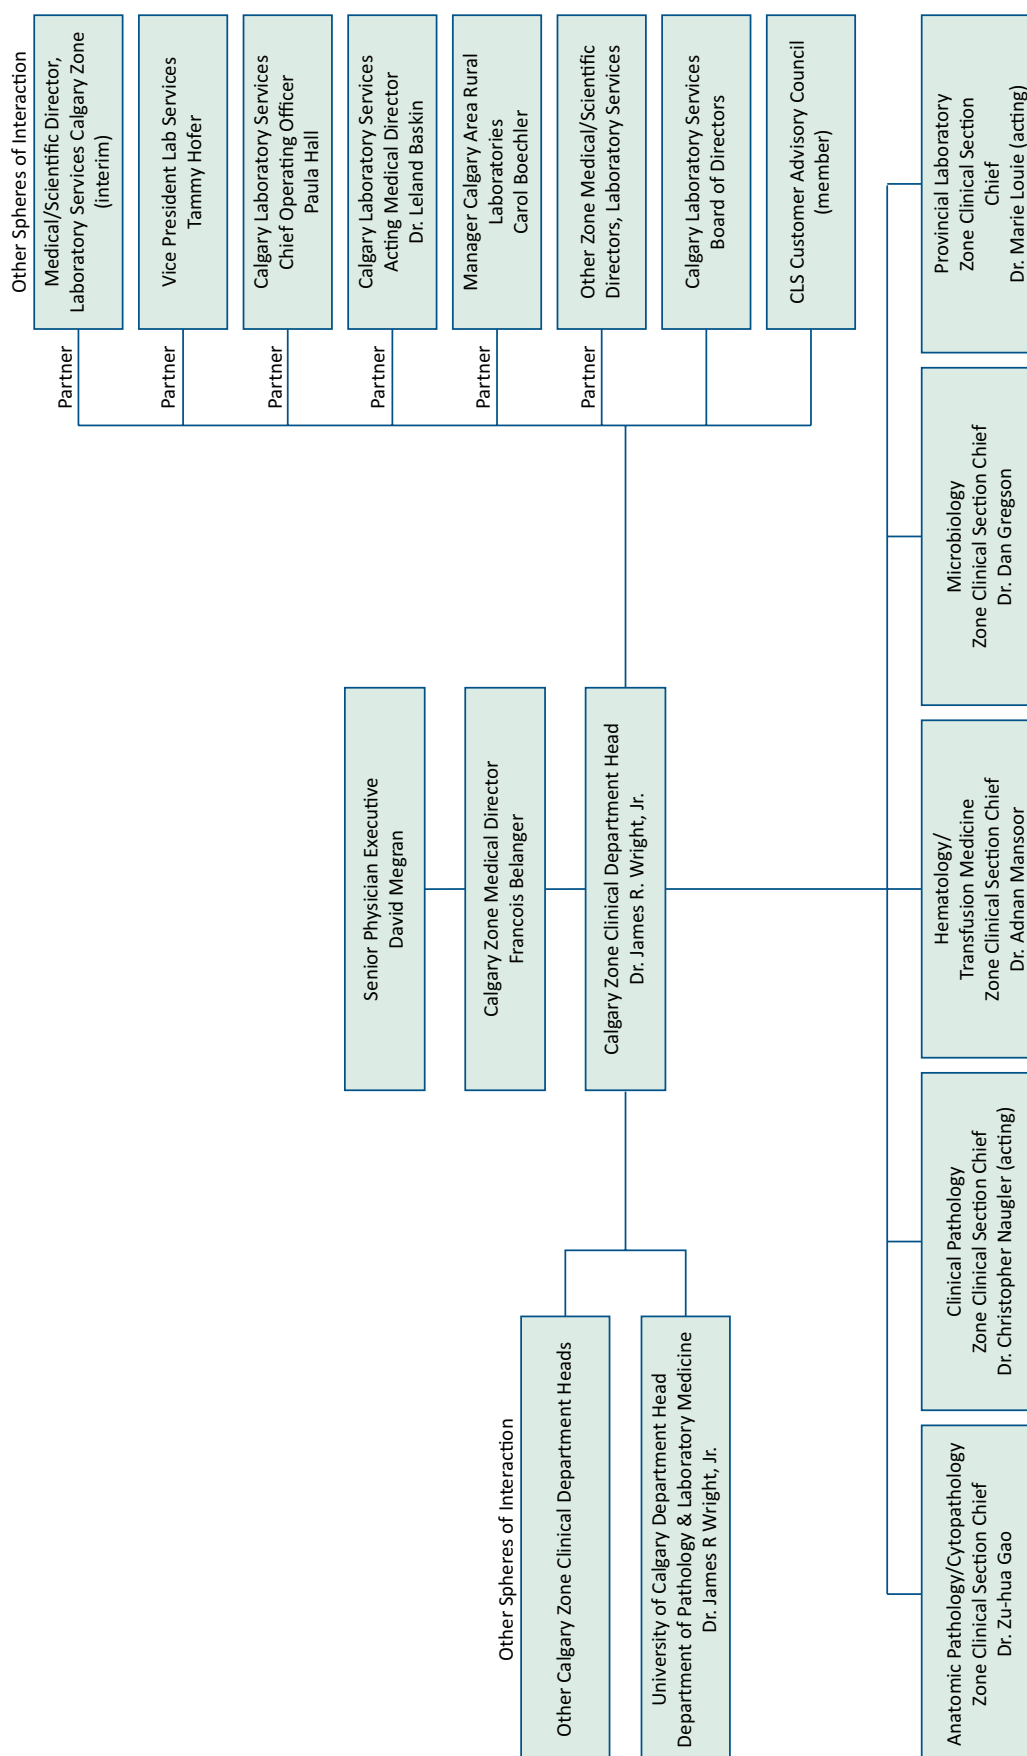 Senior Physician Executive
David Megran
Calgary Zone Medical Director
Francois Belanger
Calgary Zone Clinical Department Head
Dr. James R. Wright, Jr.
Other Spheres of Interaction
Other Calgary Zone Clinical Department Heads
University of Calgary Department Head
Department of Pathology & Laboratory Medicine
Dr. James R Wright, Jr.
Other Spheres of Interaction
Partner
Medical/Scientific Director,
Laboratory Services Calgary Zone
(interim)
Partner
Vice President Lab Services
Tammy Hofer
Partner
Calgary Laboratory Services
Chief Operating Officer
Paula Hall
Partner
Calgary Laboratory Services
Acting Medical Director
Dr. Leland Baskin
Partner
Manager Calgary Area Rural
Laboratories
Carol Boechler
Partner
Other Zone Medical/Scientific
Directors, Laboratory Services
Calgary Laboratory Services
Board of Directors
CLS Customer Advisory Council
(member)
Anatomic Pathology/Cytopathology
Zone Clinical Section Chief
Dr. Zu-hua Gao
Clinical Pathology
Zone Clinical Section Chief
Dr. Christopher Naugler (acting)
Hematology/
Transfusion Medicine
Zone Clinical Section Chief
Dr. Adnan Mansoor
Microbiology
Zone Clinical Section Chief
Dr. Dan Gregson
Provincial Laboratory
Zone Clinical Section
Chief
Dr. Marie Louie (acting)